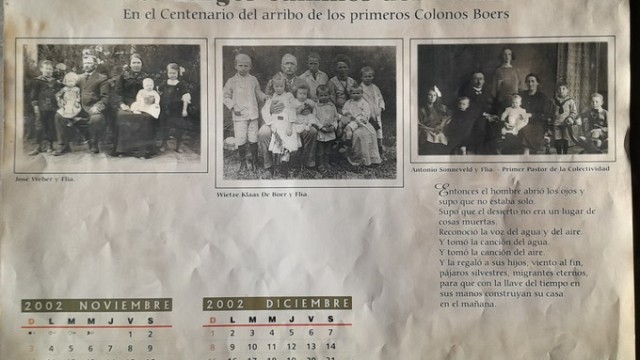 En el Centenario del arribo de los primeros Colonos Boers
José Weber y Flia.
Wietze Klaas De Boer y Flia.
Antonio Sonneveld y Flia. - Primer Pastor de la Colectividad
Entonces el hombre abrió los ojos y
supo que no estaba solo.
Supo que el desierto no era un lugar de
cosas muertas.
Reconoció la voz del agua y del aire.
Y tomó la canción del agua.
Y tomó la canción del aire.
Y la regaló a sus hijos, viento al fin,
pájaros silvestres, migrantes eternos,
para que con la llave del tiempo en
sus manos construyan su casa
en el mañana.
2002 NOVIEMBRE
D L M M J V S
1 2
3 4 5 6 7 8 9
2002 DICIEMBRE
D L M M J V S
1 2 3 4 5 6 7
8 9 10 11 12 13 14